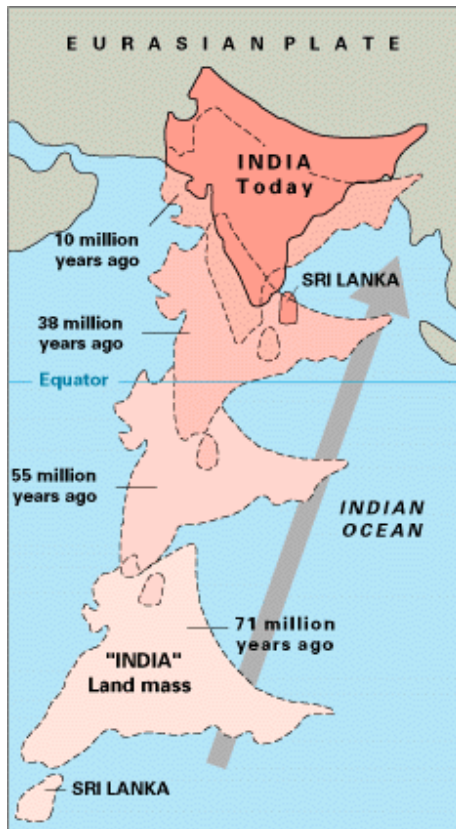 EURASIAN PLATE
INDIA
Today
10 million
years ago
SRI LANKA
38 million
years ago
Equator
55 million
years ago
INDIAN
OCEAN
71 million
years ago
"INDIA"
Land mass
SRI LANKA